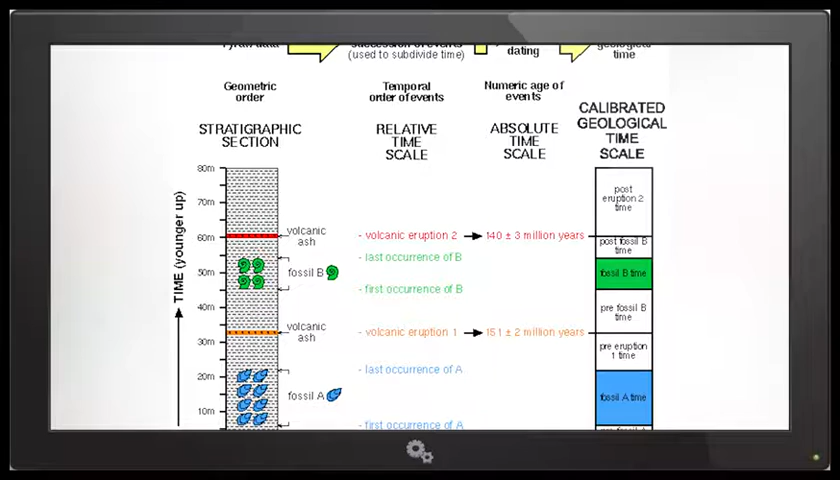 (used to subdivide time)
dating
time
Geometric
order
Temporal
order of events
Numeric age of
events
STRATIGRAPHIC
SECTION
RELATIVE
TIME
SCALE
ABSOLUTE
TIME
SCALE
CALIBRATED
GEOLOGICAL
TIME
SCALE
TIME (younger up)
80m
70m
60m
50m
40m
30m
20m
10m
volcanic
ash
fossil B
volcanic
ash
fossil A
- volcanic eruption 2
140 ± 3 million years
- last occurrence of B
- first occurrence of B
- volcanic eruption 1
151 ± 2 million years
- last occurrence of A
- first occurrence of A
post
eruption 2
time
post fossil B
time
fossil B time
pre fossil B
time
pre eruption
1 time
fossil A time